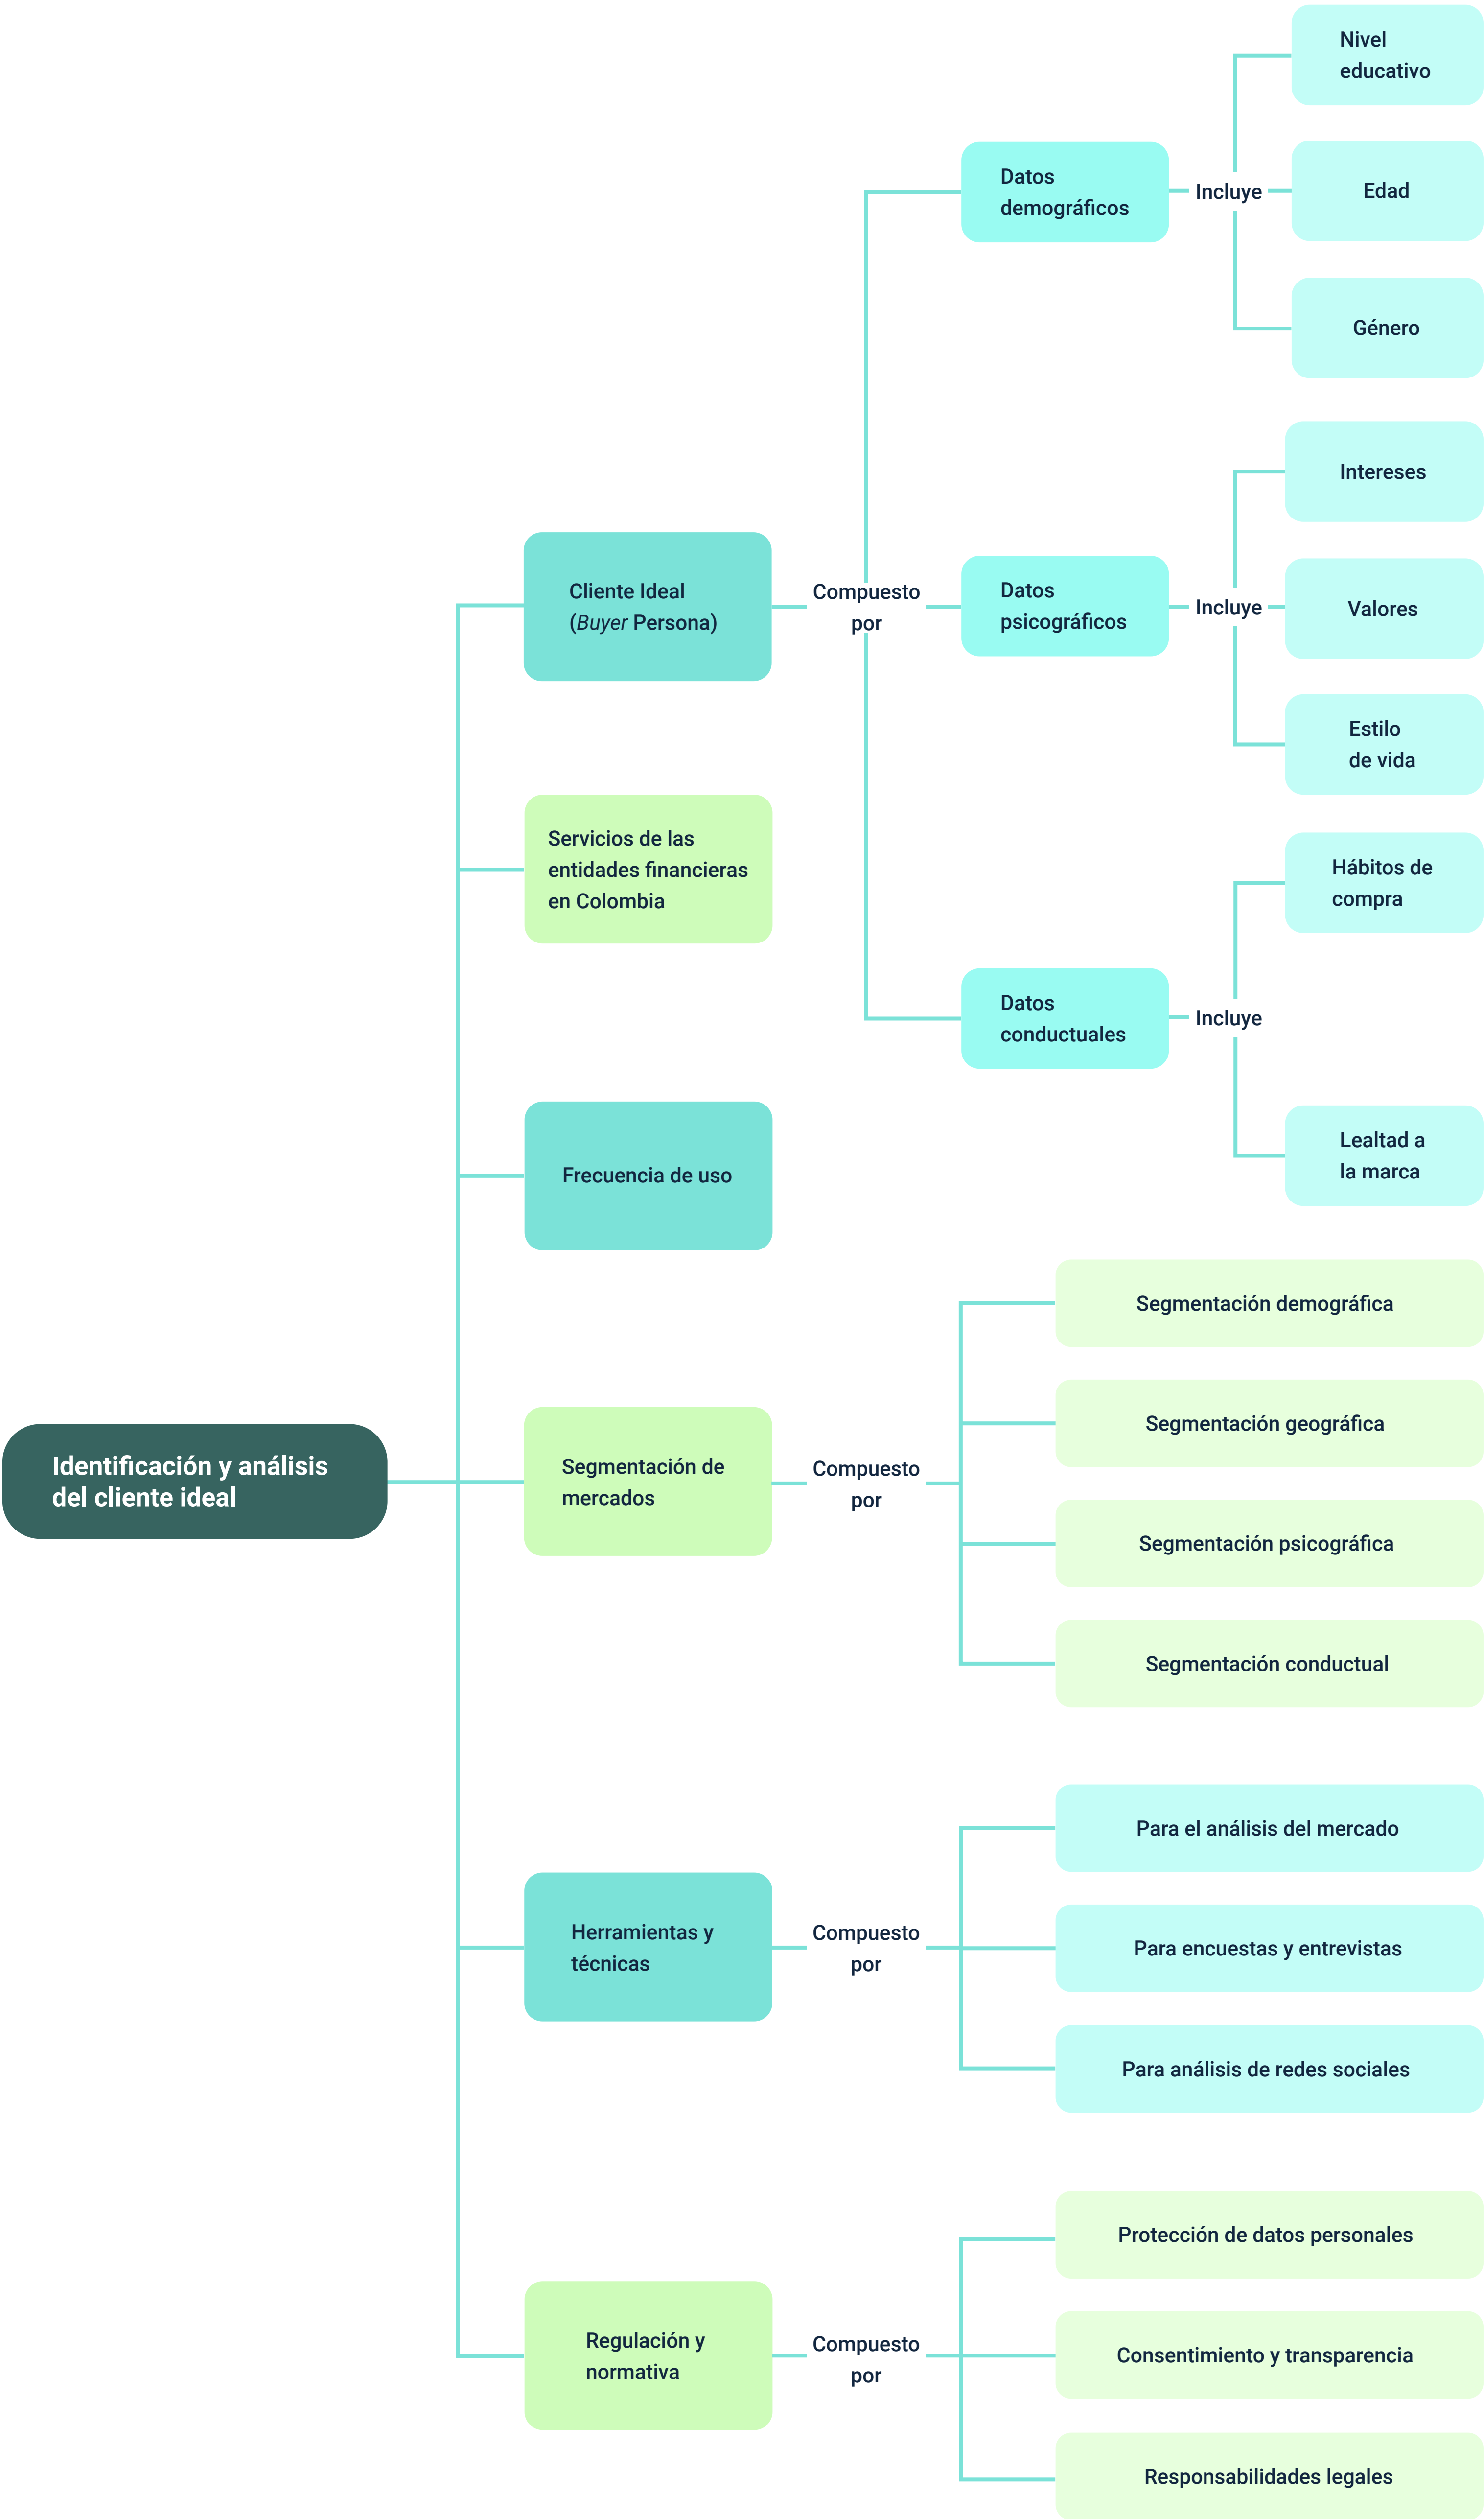 Identificación y análisis
del cliente ideal
Cliente Ideal
(Buyer Persona)
Compuesto
por
Datos
demográficos
Incluye
Nivel
educativo
Edad
Género
Datos
psicográficos
Incluye
Intereses
Valores
Estilo
de vida
Datos
conductuales
Incluye
Hábitos de
compra
Lealtad a
la marca
Servicios de las
entidades financieras
en Colombia
Frecuencia de uso
Segmentación de
mercados
Compuesto
por
Segmentación demográfica
Segmentación geográfica
Segmentación psicográfica
Segmentación conductual
Herramientas y
técnicas
Compuesto
por
Para el análisis del mercado
Para encuestas y entrevistas
Para análisis de redes sociales
Regulación y
normativa
Compuesto
por
Protección de datos personales
Consentimiento y transparencia
Responsabilidades legales